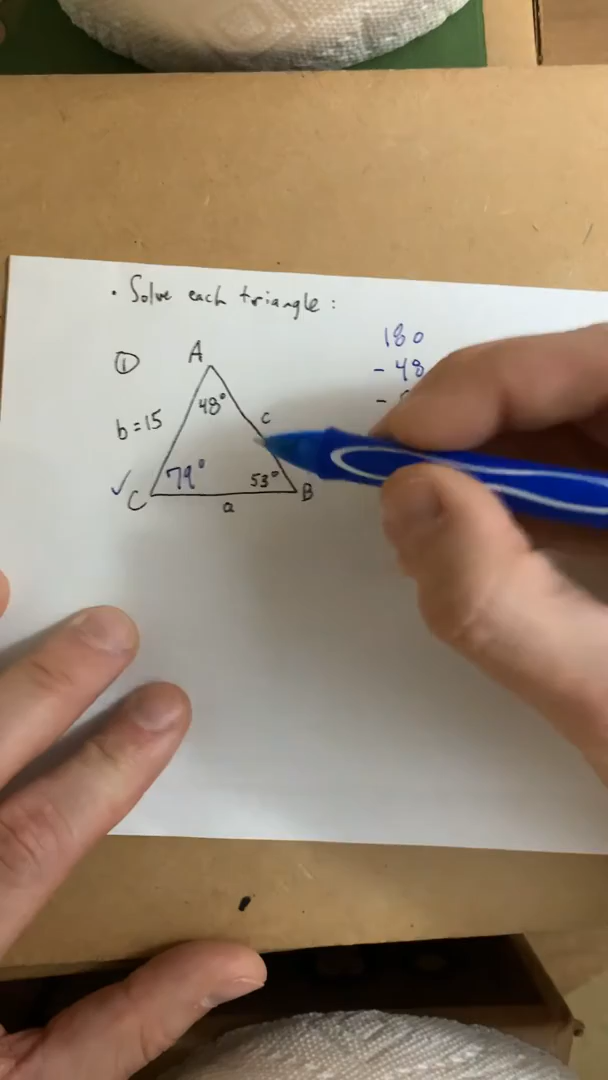 • Solve each triangle:
① A
180
- 48
-
48°
b=15
c
✓ C 79° 53° B
a